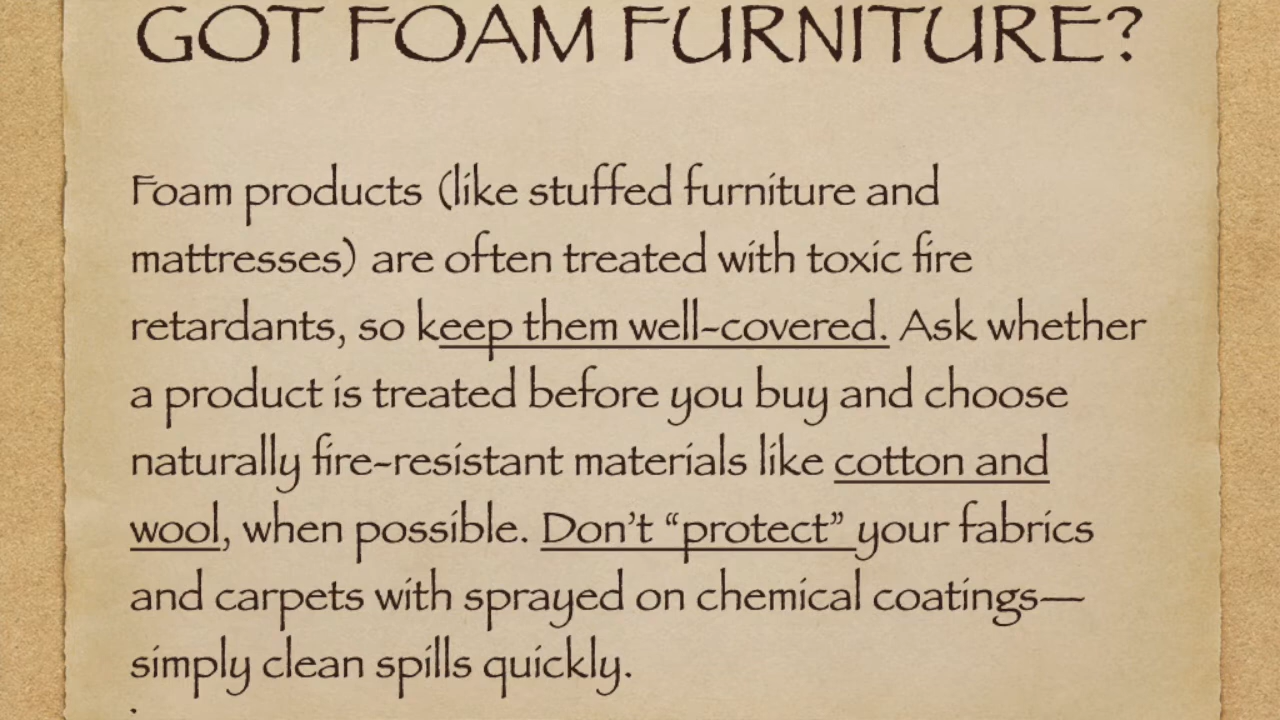 GOT FOAM FURNITURE?
Foam products (like stuffed furniture and
mattresses) are often treated with toxic fire
retardants, so keep them well-covered. Ask whether
a product is treated before you buy and choose
naturally fire-resistant materials like cotton and
wool, when possible. Don’t “protect” your fabrics
and carpets with sprayed on chemical coatings—
simply clean spills quickly.